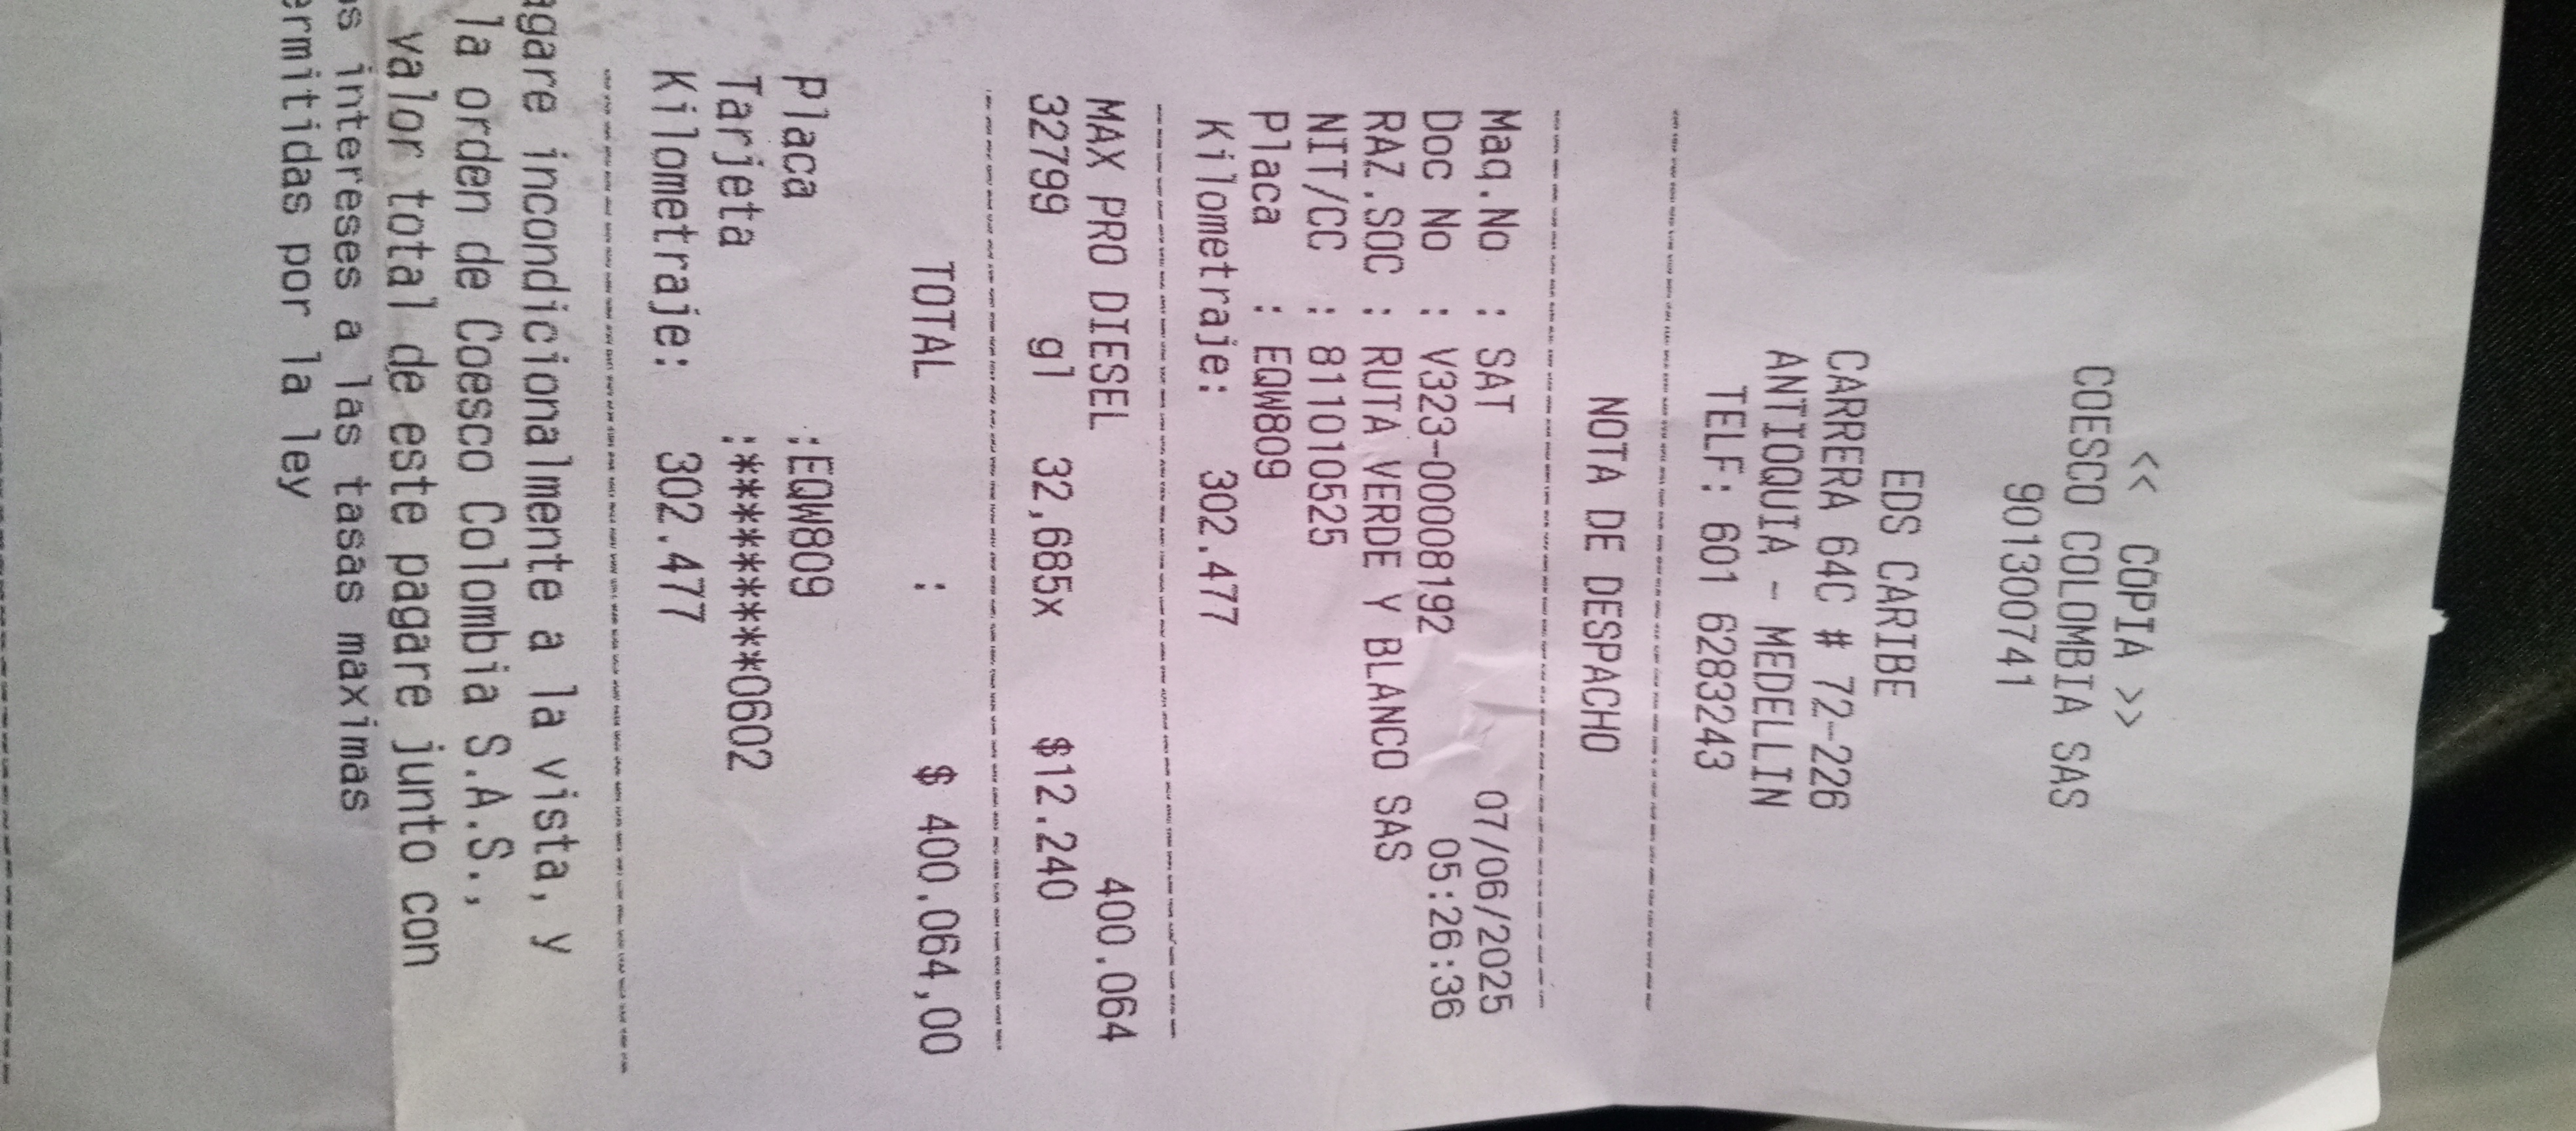 << COPIA >>
COESCO COLOMBIA SAS
901300741
EDS CARIBE
CARRERA 64C # 72-226
ANTIOQUIA - MEDELLIN
TELF: 601 6283243
NOTA DE DESPACHO
Maq.No : SAT 07/06/2025
Doc No : V323-00008192 05:26:36
RAZ.SOC : RUTA VERDE Y BLANCO SAS
NIT/CC : 811010525
Placa : EQW809
Kilometraje: 302.477
MAX PRO DIESEL 400.064
32799 gl 32,685x $12.240
TOTAL : $ 400.064,00
Placa :EQW809
Tarjeta :************0602
Kilometraje: 302.477
agare incondicionalmente a la vista, y
la orden de Coesco Colombia S.A.S.,
valor total de este pagare junto con
os intereses a las tasas maximas
ermitidas por la ley